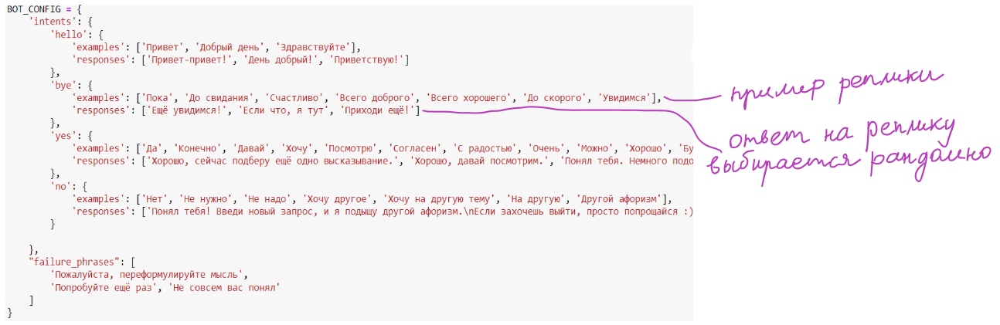 BOT_CONFIG = {
'intents': {
'hello': {
'examples': ['Привет', 'Добрый день', 'Здравствуйте'],
'responses': ['Привет-привет!', 'День добрый!', 'Приветствую!']
},
'bye': {
'examples': ['Пока', 'До свидания', 'Счастливо', 'Всего доброго', 'Всего хорошего', 'До скорого', 'Увидимся'],
'responses': ['Ещё увидимся!', 'Если что, я тут', 'Приходи ещё!']
},
'yes': {
'examples': ['Да', 'Конечно', 'Давай', 'Хочу', 'Посмотрю', 'Согласен', 'С радостью', 'Очень', 'Можно', 'Хорошо', 'Бу
'responses': ['Хорошо, сейчас подберу ещё одно высказывание.', 'Хорошо, давай посмотрим.', 'Понял тебя. Немного подо
},
'no': {
'examples': ['Нет', 'Не нужно', 'Не надо', 'Хочу другое', 'Хочу на другую тему', 'На другую', 'Другой афоризм'],
'responses': ['Понял тебя! Введи новый запрос, и я подыщу другой афоризм.\nЕсли захочешь выйти, просто попрощайся :)
}
},
"failure_phrases": [
'Пожалуйста, переформулируйте мысль',
'Попробуйте ещё раз', 'Не совсем вас понял'
]
}
пример реплики
ответ на реплику
выбирается рандомно